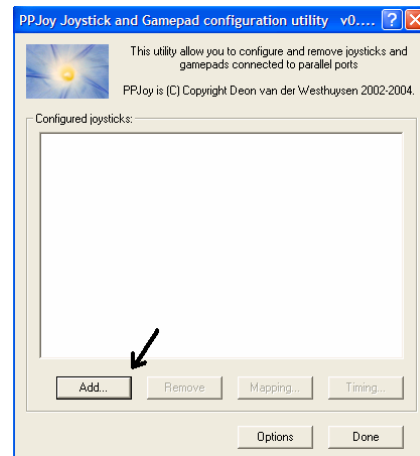 PPJoy Joystick and Gamepad configuration utility v0....
This utility allow you to configure and remove joysticks and
gamepads connected to parallel ports
PPJoy is (C) Copyright Deon van der Westhuysen 2002-2004.
Configured joysticks:
Add... Remove Mapping... Timing...
Options Done